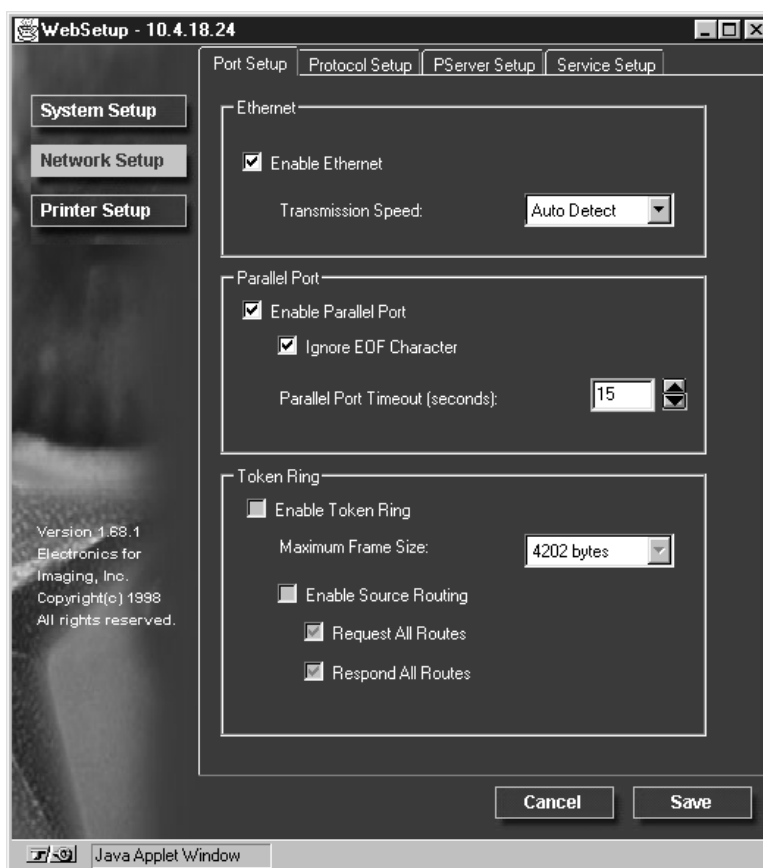 WebSetup - 10.4.18.24
Port Setup
Protocol Setup
PServer Setup
Service Setup
System Setup
Network Setup
Printer Setup
Ethernet
Enable Ethernet
Transmission Speed:
Auto Detect
Parallel Port
Enable Parallel Port
Ignore EOF Character
Parallel Port Timeout (seconds):
15
Token Ring
Enable Token Ring
Maximum Frame Size:
4202 bytes
Enable Source Routing
Request All Routes
Respond All Routes
Version 1.68.1
Electronics for
Imaging, Inc.
Copyright(c) 1998
All rights reserved.
Cancel
Save
Java Applet Window